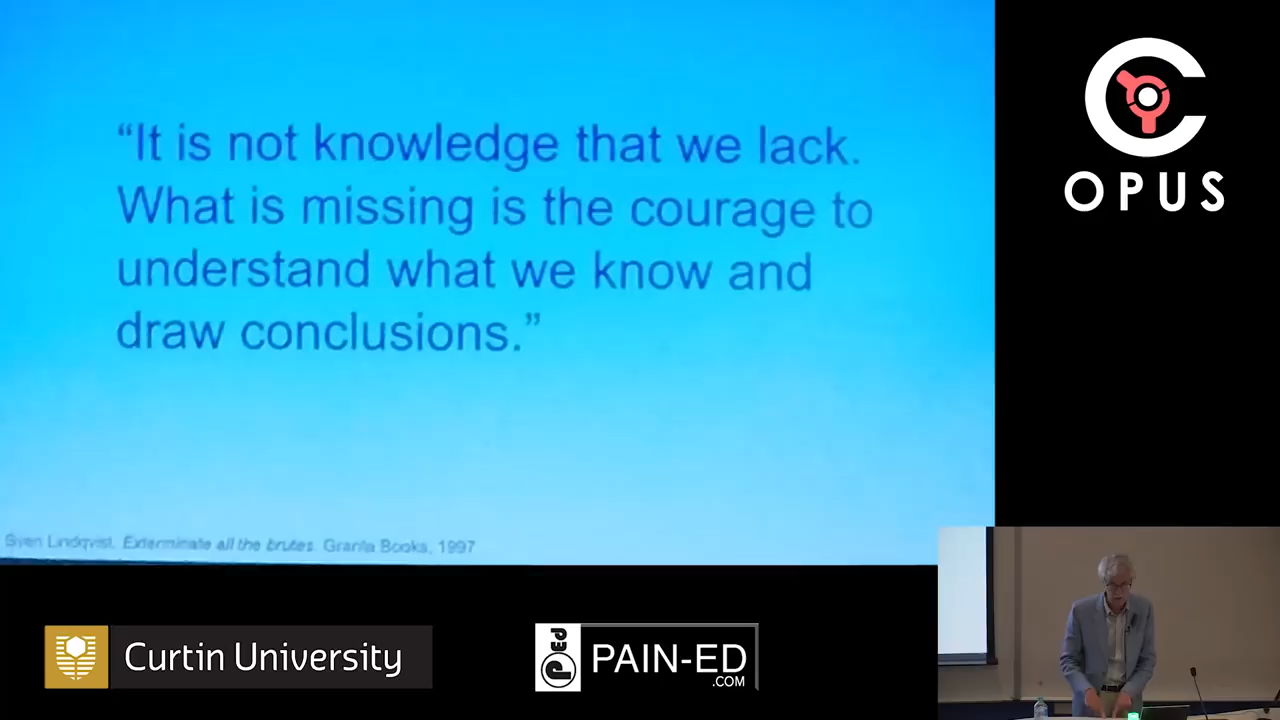 “It is not knowledge that we lack.
What is missing is the courage to
understand what we know and
draw conclusions.”
Sven Lindqvist. Exterminate all the brutes. Granta Books, 1997
OPUS
Curtin University
PED
PAIN-ED
.COM